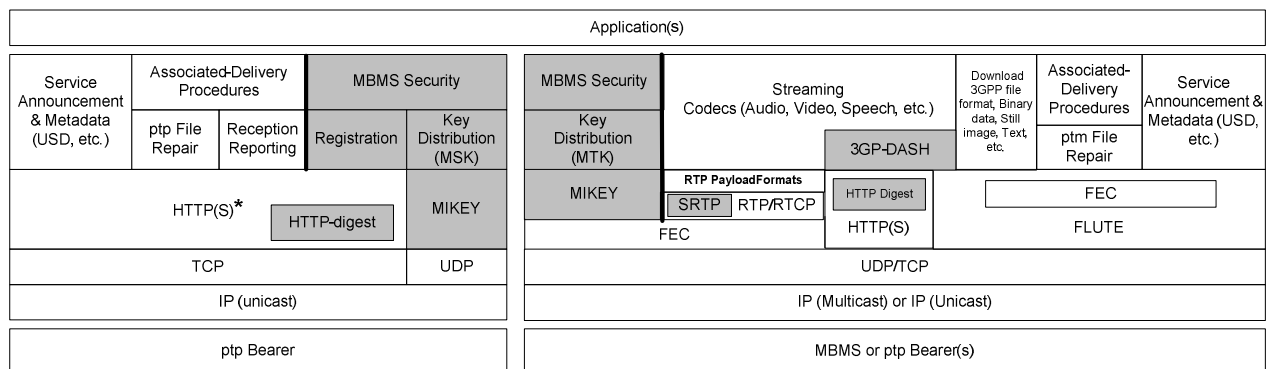 Application(s)
Service
Announcement
& Metadata
(USD, etc.)
Associated-Delivery
Procedures
ptp File
Repair
Reception
Reporting
MBMS Security
Registration
Key
Distribution
(MSK)
HTTP(S)*
HTTP-digest
MIKEY
TCP
UDP
IP (unicast)
ptp Bearer
MBMS Security
Key
Distribution
(MTK)
MIKEY
Streaming
Codecs (Audio, Video, Speech, etc.)
3GP-DASH
RTP PayloadFormats
SRTP
RTP/RTCP
FEC
HTTP Digest
HTTP(S)
Download
3GPP file
format, Binary
data, Still
image, Text,
etc.
Associated-
Delivery
Procedures
ptm File
Repair
Service
Announcement &
Metadata (USD,
etc.)
FEC
FLUTE
UDP/TCP
IP (Multicast) or IP (Unicast)
MBMS or ptp Bearer(s)